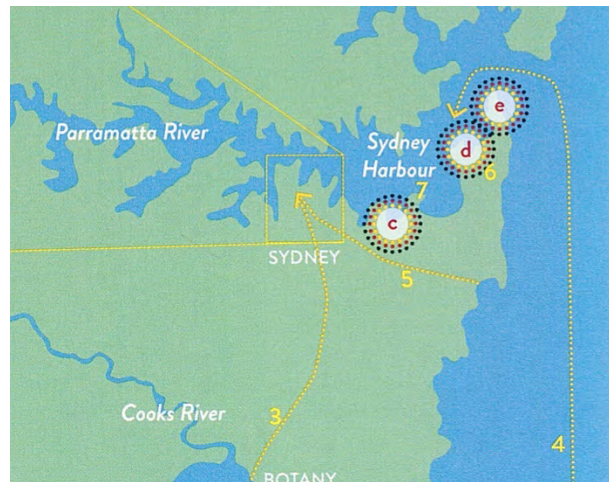 e
Parramatta River
Sydney
Harbour
d
6
7
c
SYDNEY
5
Cooks River
3
4
BOTANY